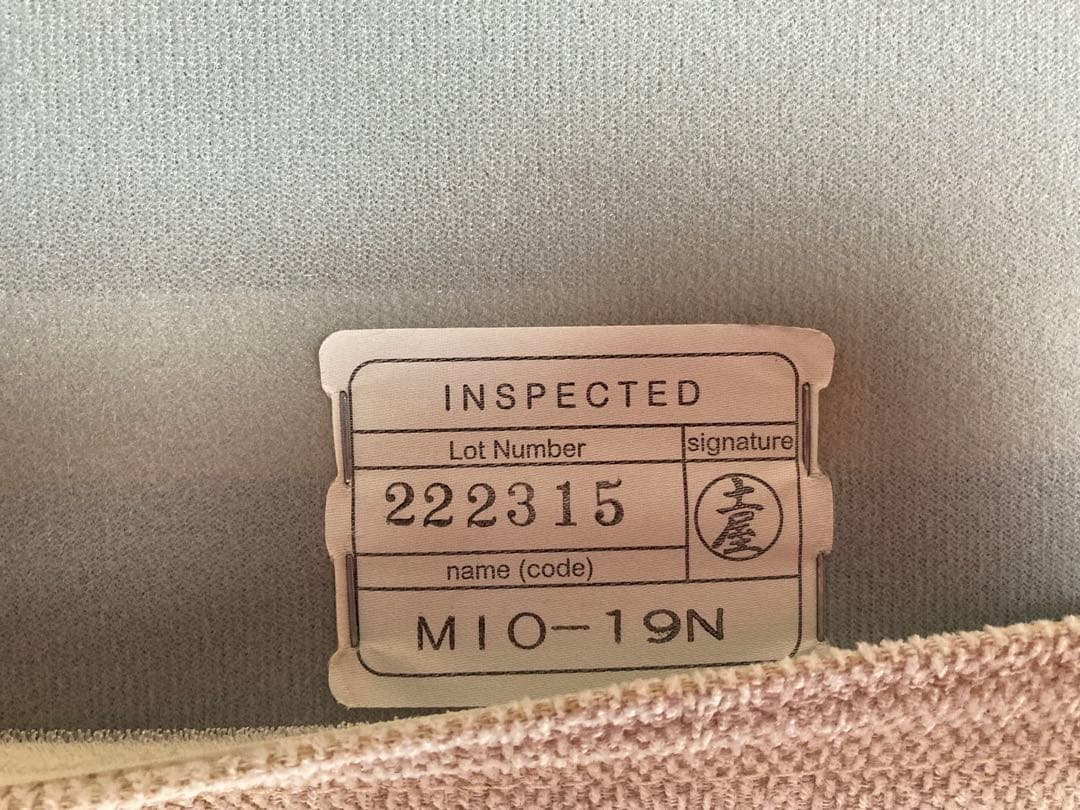 INSPECTED
Lot Number
signature
222315
土屋
name (code)
MIO-19N